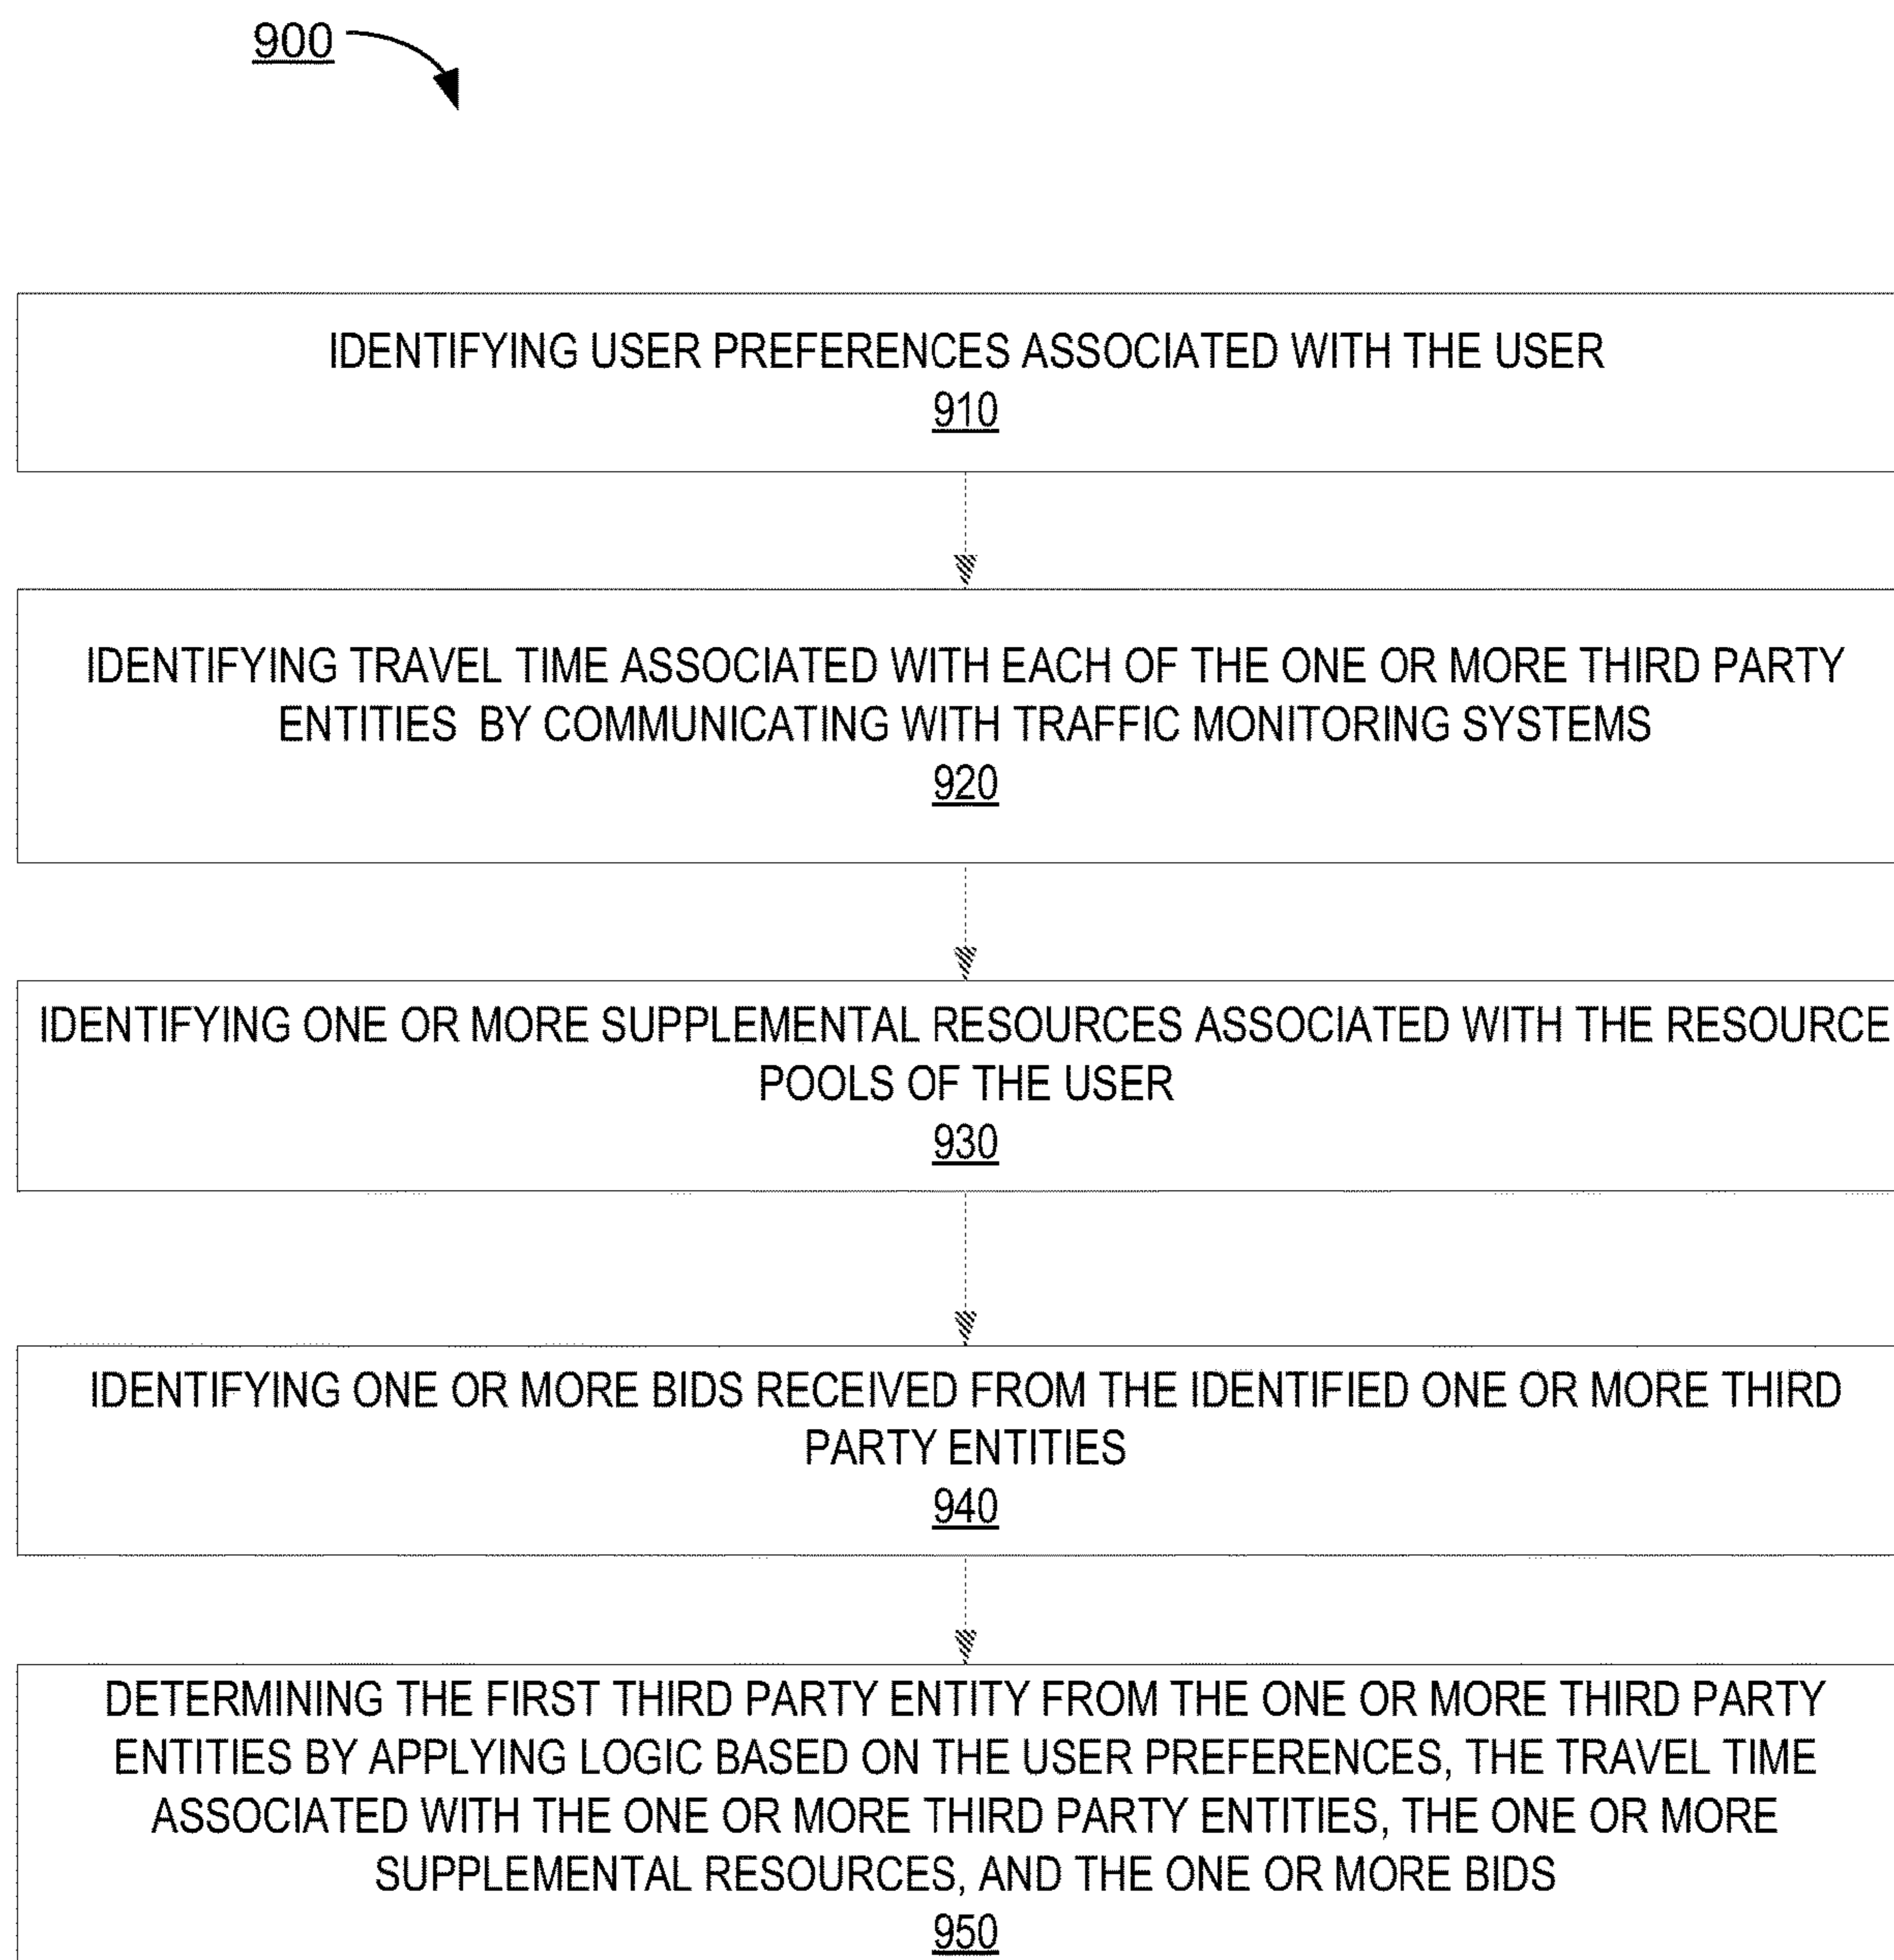 900
IDENTIFYING USER PREFERENCES ASSOCIATED WITH THE USER
910
IDENTIFYING TRAVEL TIME ASSOCIATED WITH EACH OF THE ONE OR MORE THIRD PARTY
ENTITIES BY COMMUNICATING WITH TRAFFIC MONITORING SYSTEMS
920
IDENTIFYING ONE OR MORE SUPPLEMENTAL RESOURCES ASSOCIATED WITH THE RESOURCE
POOLS OF THE USER
930
IDENTIFYING ONE OR MORE BIDS RECEIVED FROM THE IDENTIFIED ONE OR MORE THIRD
PARTY ENTITIES
940
DETERMINING THE FIRST THIRD PARTY ENTITY FROM THE ONE OR MORE THIRD PARTY
ENTITIES BY APPLYING LOGIC BASED ON THE USER PREFERENCES, THE TRAVEL TIME
ASSOCIATED WITH THE ONE OR MORE THIRD PARTY ENTITIES, THE ONE OR MORE
SUPPLEMENTAL RESOURCES, AND THE ONE OR MORE BIDS
950